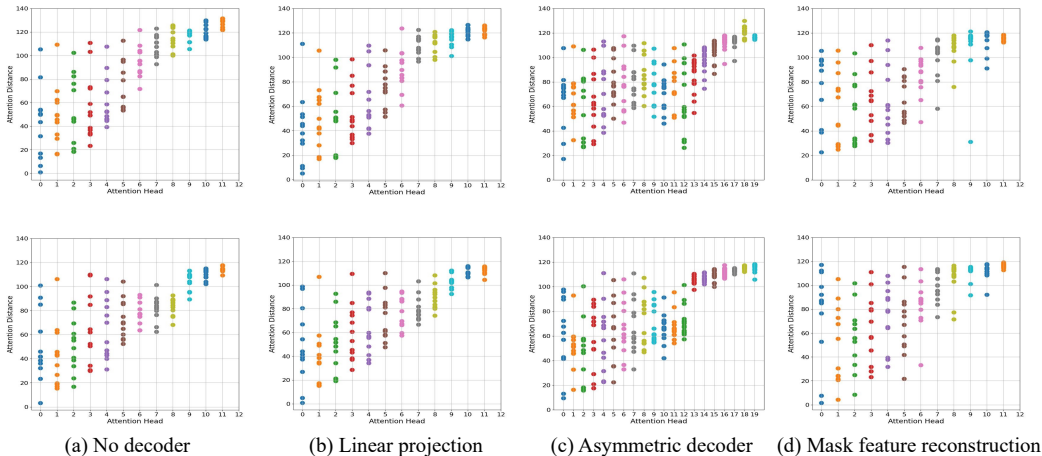 140 120 100 80 60 40 20 0
Attention Distance
0 1 2 3 4 5 6 7 8 9 10 11 12
Attention Head
140 120 100 80 60 40 20 0
Attention Distance
0 1 2 3 4 5 6 7 8 9 10 11 12
Attention Head
140 120 100 80 60 40 20 0
Attention Distance
0 1 2 3 4 5 6 7 8 9 10 11 12 13 14 15 16 17 18 19
Attention Head
140 120 100 80 60 40 20 0
Attention Distance
0 1 2 3 4 5 6 7 8 9 10 11 12
Attention Head
140 120 100 80 60 40 20 0
Attention Distance
0 1 2 3 4 5 6 7 8 9 10 11 12
Attention Head
140 120 100 80 60 40 20 0
Attention Distance
0 1 2 3 4 5 6 7 8 9 10 11 12
Attention Head
140 120 100 80 60 40 20 0
Attention Distance
0 1 2 3 4 5 6 7 8 9 10 11 12 13 14 15 16 17 18 19
Attention Head
140 120 100 80 60 40 20 0
Attention Distance
0 1 2 3 4 5 6 7 8 9 10 11 12
Attention Head
(a) No decoder
(b) Linear projection
(c) Asymmetric decoder
(d) Mask feature reconstruction